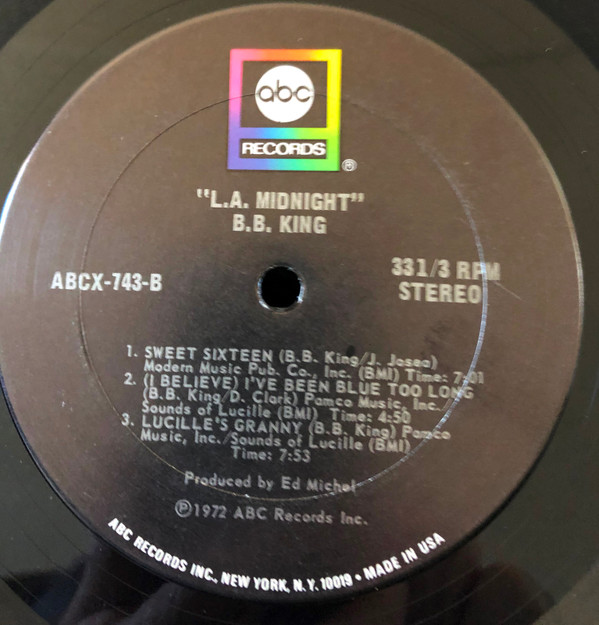 abc
RECORDS
®
"L.A. MIDNIGHT"
B.B. KING
ABCX-743-B
33 1/3 RPM
STEREO
1. SWEET SIXTEEN (B.B. King/J. Josea)
Modern Music Pub. Co., Inc. (BMI) Time: 7:01
2. (I BELIEVE) I'VE BEEN BLUE TOO LONG
(B.B. King/D. Clark) Pamco Music, Inc./
Sounds of Lucille (BMI) Time: 4:50
3. LUCILLE'S GRANNY (B.B. King) Pamco
Music, Inc./Sounds of Lucille (BMI)
Time: 7:53
Produced by Ed Michel
℗1972 ABC Records Inc.
ABC RECORDS INC., NEW YORK, N.Y. 10019 • MADE IN USA